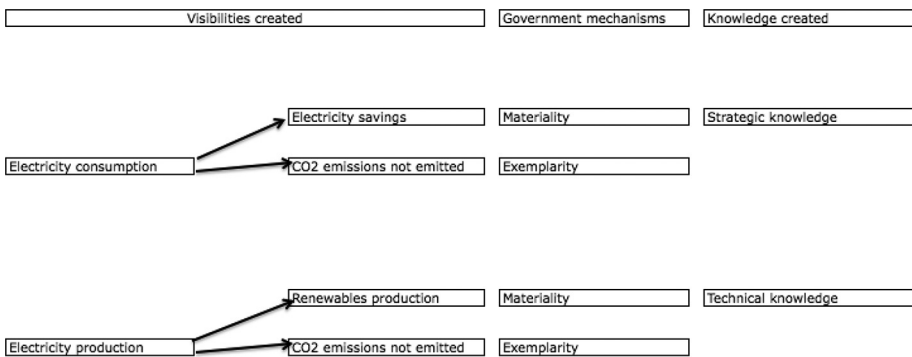 Visibilities created
Government mechanisms
Knowledge created
Electricity savings
Materiality
Strategic knowledge
Electricity consumption
CO2 emissions not emitted
Exemplarity
Renewables production
Materiality
Technical knowledge
Electricity production
CO2 emissions not emitted
Exemplarity